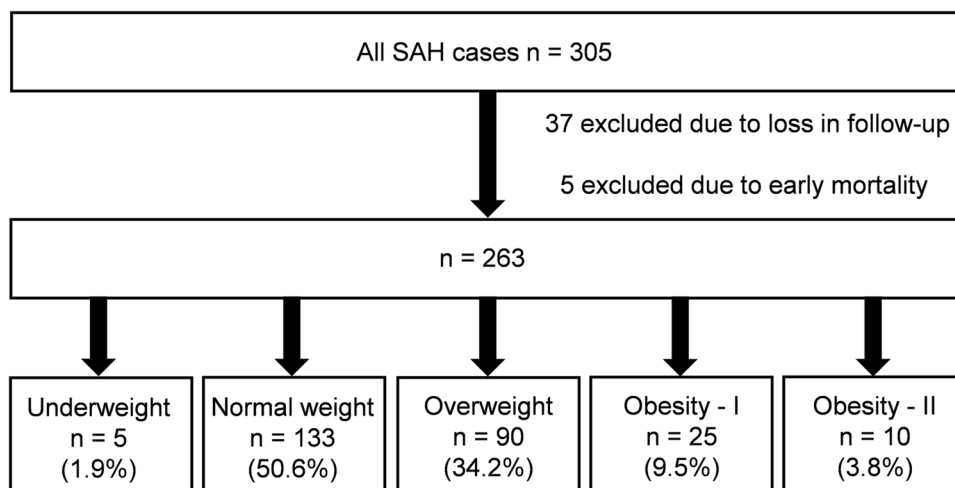 All SAH cases n = 305
37 excluded due to loss in follow-up
5 excluded due to early mortality
n = 263
Underweight
n = 5
(1.9%)
Normal weight
n = 133
(50.6%)
Overweight
n = 90
(34.2%)
Obesity - I
n = 25
(9.5%)
Obesity - II
n = 10
(3.8%)